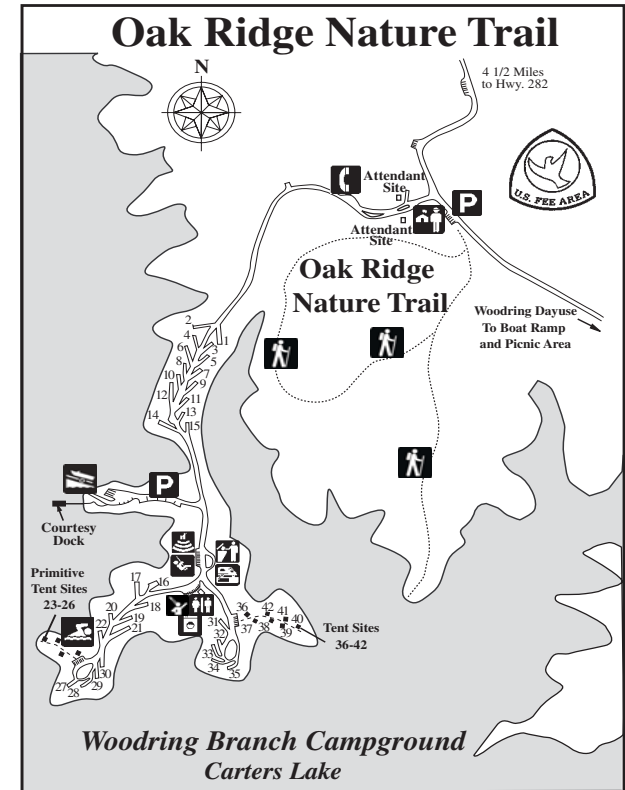 Oak Ridge Nature Trail
N
4 1/2 Miles
to Hwy. 282
U.S. FEE AREA
Attendant
Site
P
Attendant
Site
Oak Ridge
Nature Trail
Woodring Dayuse
To Boat Ramp
and Picnic Area
2
1
4
3
6
5
8
7
10
9
12
11
13
14
15
P
Courtesy
Dock
Primitive
Tent Sites
23-26
17
16
18
20
19
21
22
30
29
27
28
36
42
41
40
31
37
38
39
32
33
34
35
Tent Sites
36-42
Woodring Branch Campground
Carters Lake